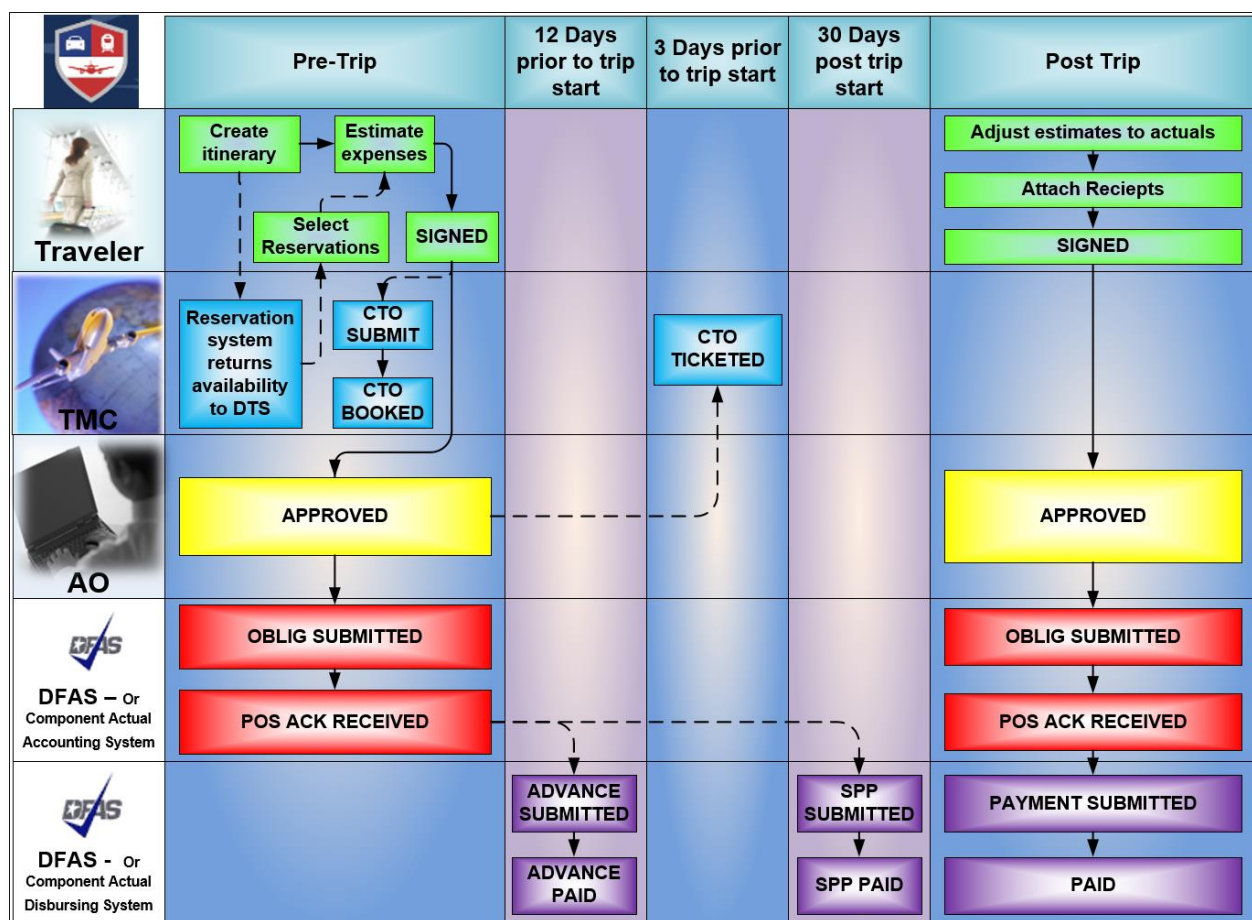 Pre-Trip
12 Days
prior to trip
start
3 Days prior
to trip start
30 Days
post trip
start
Post Trip
Traveler
Create
itinerary
Estimate
expenses
Select
Reservations
SIGNED
Adjust estimates to actuals
Attach Reciepts
SIGNED
TMC
Reservation
system
returns
availability
to DTS
CTO
SUBMIT
CTO
BOOKED
CTO
TICKETED
AO
APPROVED
APPROVED
DFAS
DFAS – Or
Component Actual
Accounting System
OBLIG SUBMITTED
POS ACK RECEIVED
OBLIG SUBMITTED
POS ACK RECEIVED
DFAS
DFAS - Or
Component Actual
Disbursing System
ADVANCE
SUBMITTED
ADVANCE
PAID
SPP
SUBMITTED
SPP PAID
PAYMENT SUBMITTED
PAID